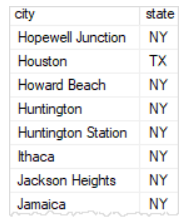 city state
Hopewell Junction NY
Houston TX
Howard Beach NY
Huntington NY
Huntington Station NY
Ithaca NY
Jackson Heights NY
Jamaica NY